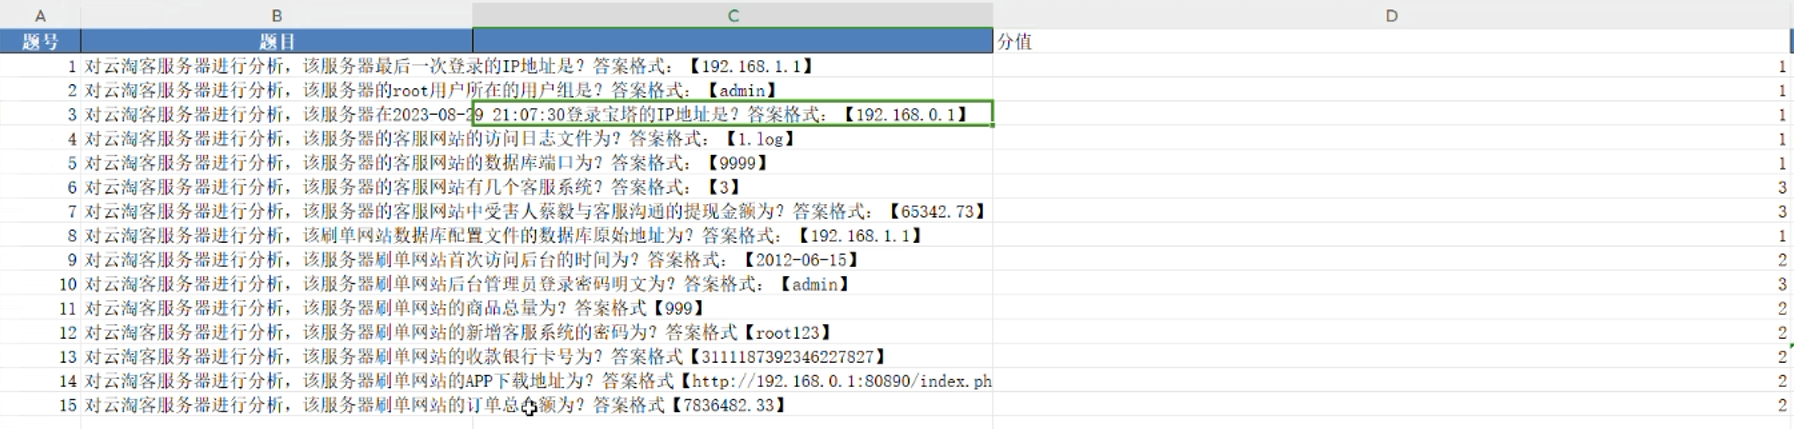 A B C D
题号 题目 分值
1 对云淘客服务器进行分析，该服务器最后一次登录的IP地址是？答案格式：【192.168.1.1】 1
2 对云淘客服务器进行分析，该服务器的root用户所在的用户组是？答案格式：【admin】 1
3 对云淘客服务器进行分析，该服务器在2023-08-29 21:07:30登录宝塔的IP地址是？答案格式：【192.168.0.1】 1
4 对云淘客服务器进行分析，该服务器的客服网站的访问日志文件为？答案格式：【1.log】 1
5 对云淘客服务器进行分析，该服务器的客服网站的数据库端口为？答案格式：【9999】 1
6 对云淘客服务器进行分析，该服务器的客服网站有几个客服系统？答案格式：【3】 3
7 对云淘客服务器进行分析，该服务器的客服网站中受害人蔡毅与客服沟通的提现金额为？答案格式：【65342.73】 3
8 对云淘客服务器进行分析，该刷单网站数据库配置文件的数据库原始地址为？答案格式：【192.168.1.1】 1
9 对云淘客服务器进行分析，该服务器刷单网站首次访问后台的时间为？答案格式：【2012-06-15】 2
10 对云淘客服务器进行分析，该服务器刷单网站后台管理员登录密码明文为？答案格式：【admin】 3
11 对云淘客服务器进行分析，该服务器刷单网站的商品总量为？答案格式【999】 2
12 对云淘客服务器进行分析，该服务器刷单网站的新增客服系统的密码为？答案格式【root123】 2
13 对云淘客服务器进行分析，该服务器刷单网站的收款银行卡号为？答案格式【3111187392346227827】 2
14 对云淘客服务器进行分析，该服务器刷单网站的APP下载地址为？答案格式【http://192.168.0.1:80890/index.ph 2
15 对云淘客服务器进行分析，该服务器刷单网站的订单总金额为？答案格式【7836482.33】 2